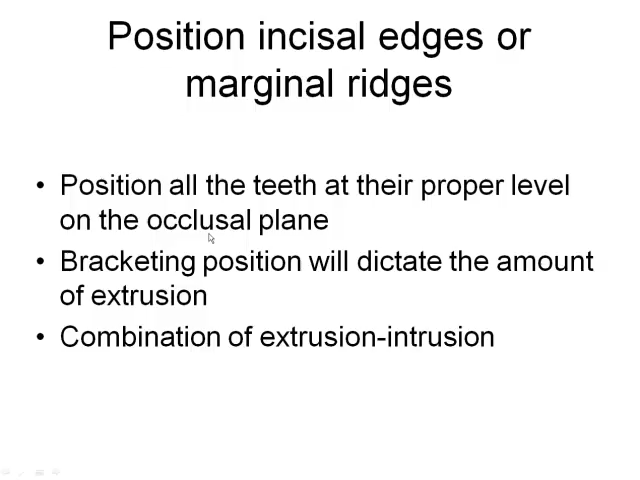 Position incisal edges or
marginal ridges
• Position all the teeth at their proper level
on the occlusal plane
• Bracketing position will dictate the amount
of extrusion
• Combination of extrusion-intrusion